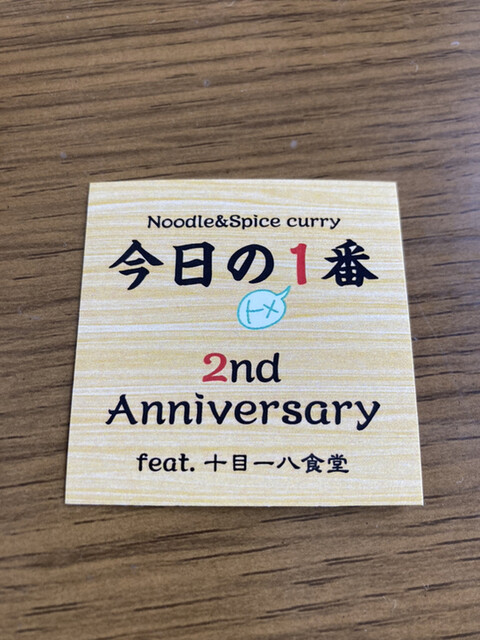 Noodle&Spice curry
今日の1番
トメ
2nd
Anniversary
feat. 十目一八食堂